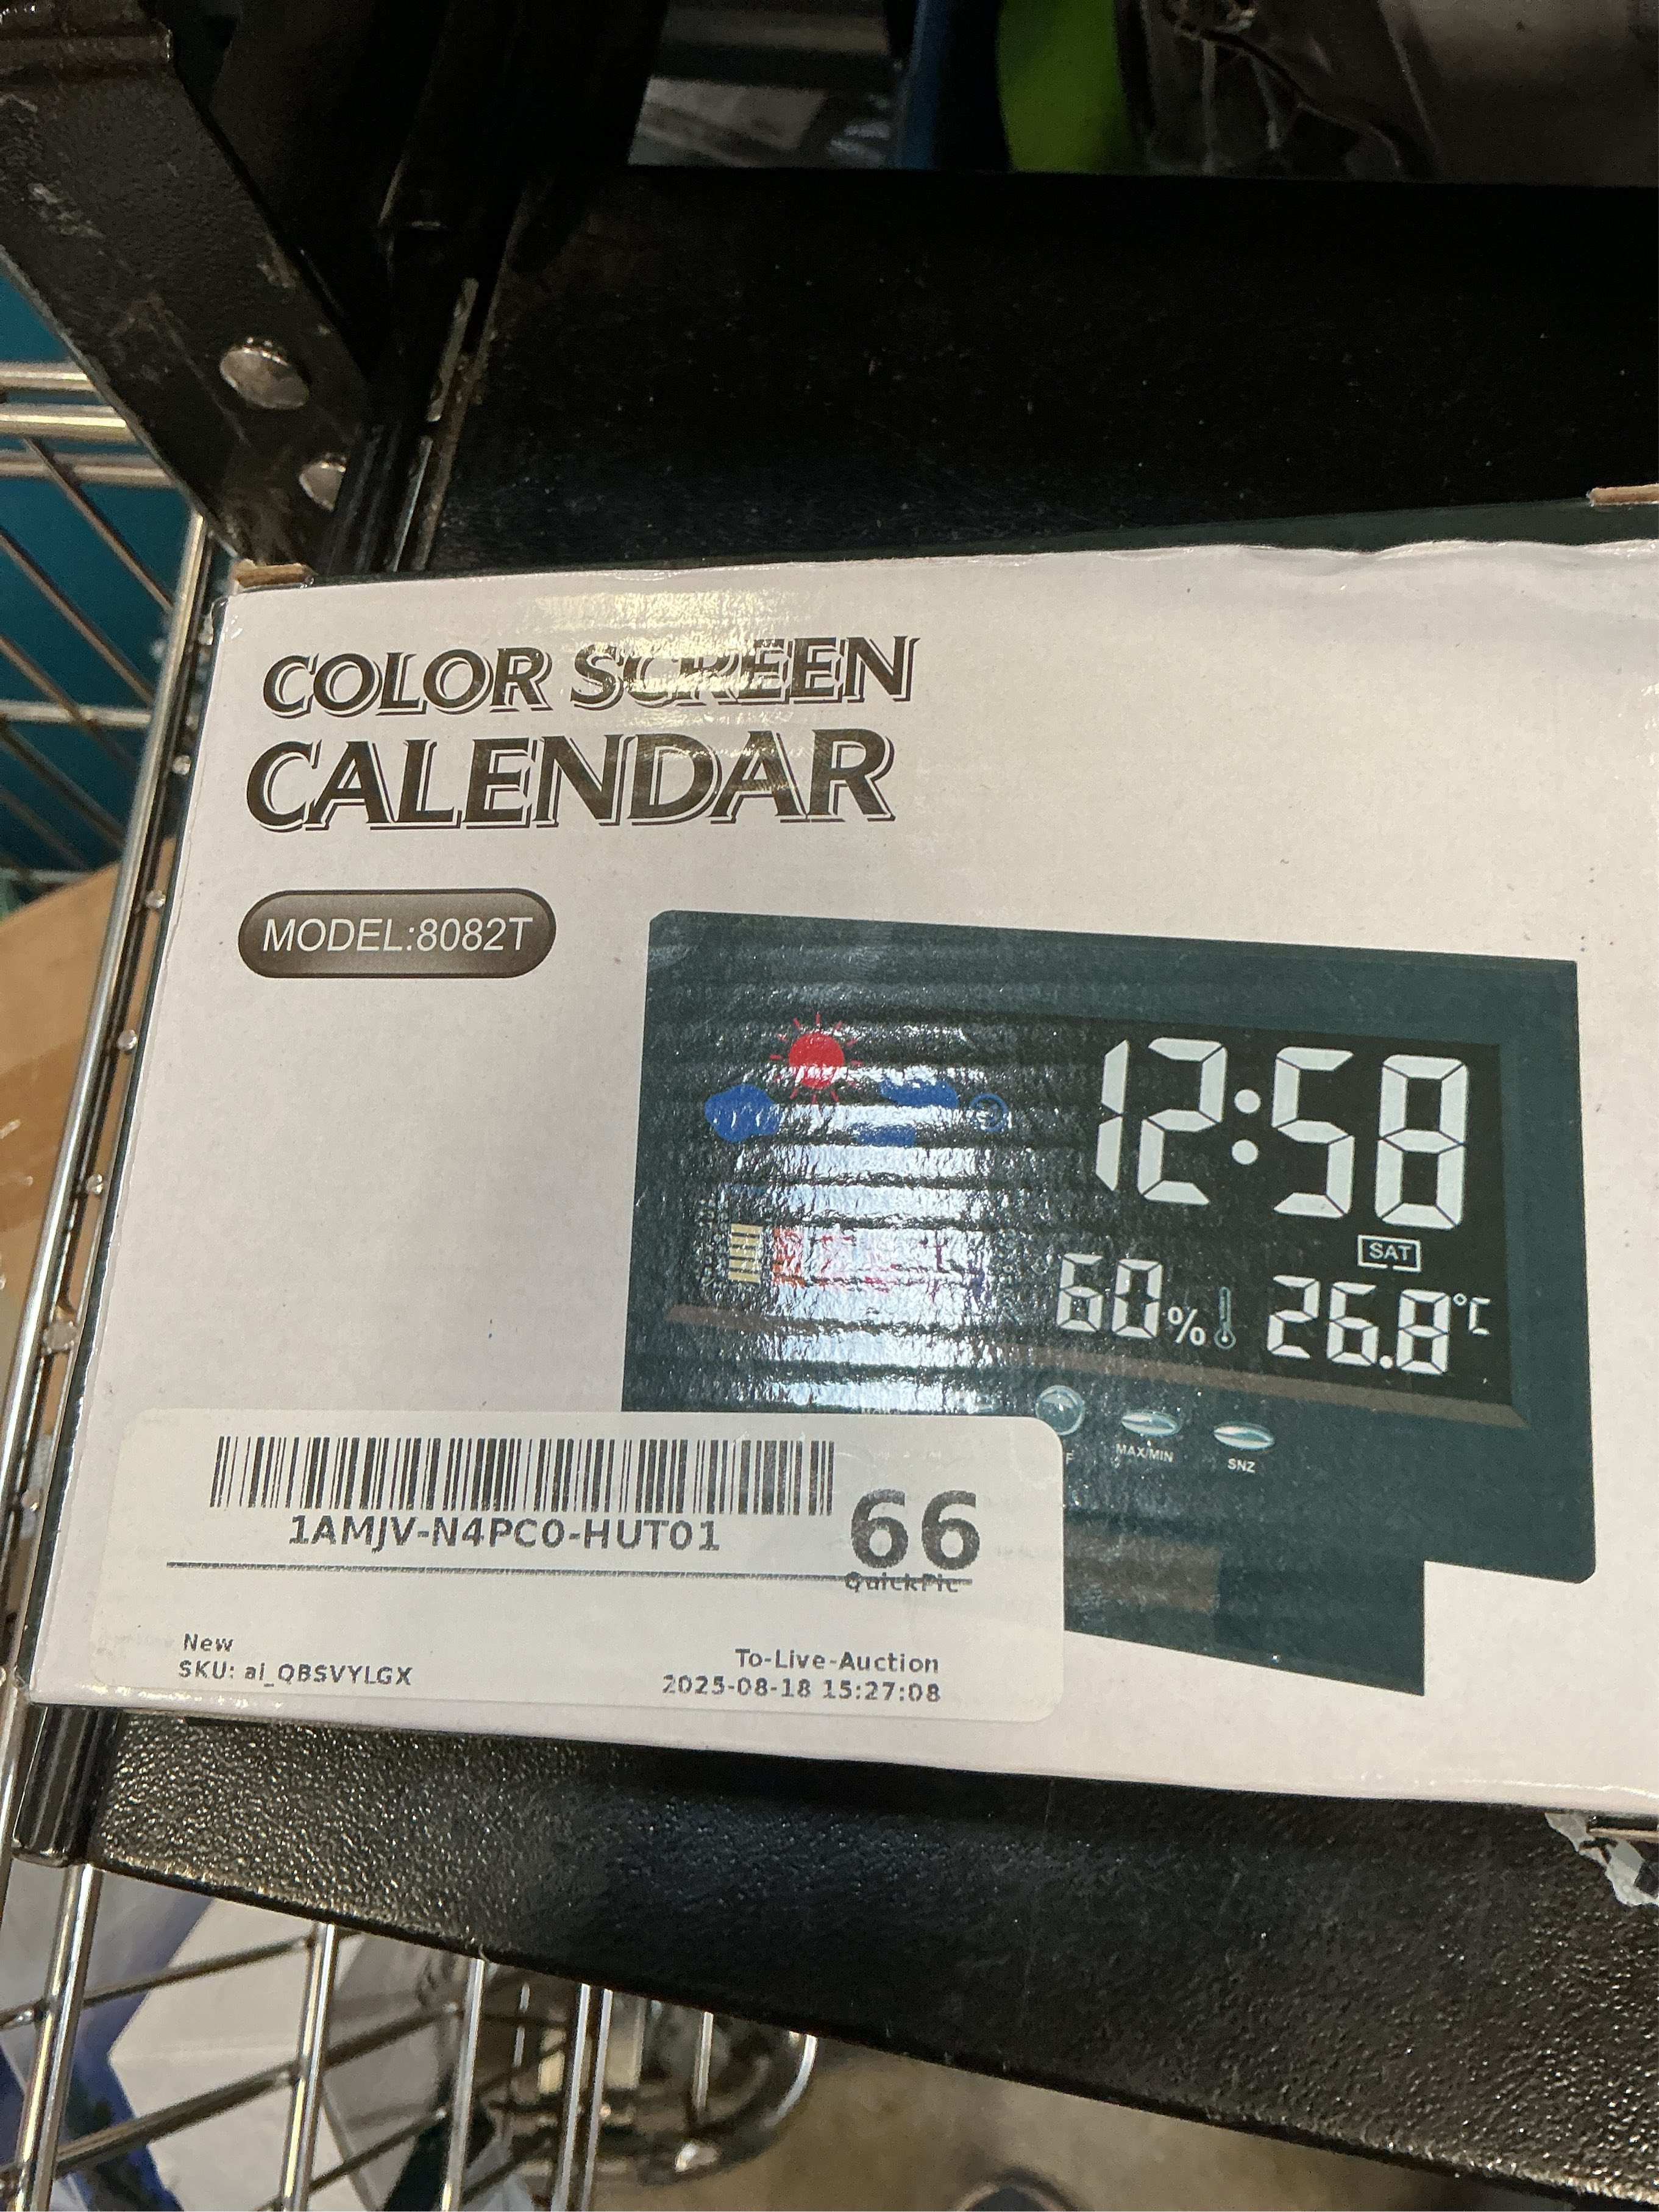 COLOR SCREEN
CALENDAR
MODEL:8082T
12:58
SAT
60% 26.8°C
MAX/MIN
SNZ
1AMJV-N4PC0-HUT01
66
QuickPic
New
SKU: ai_QBSVYLGX
To-Live-Auction
2025-08-18 15:27:08